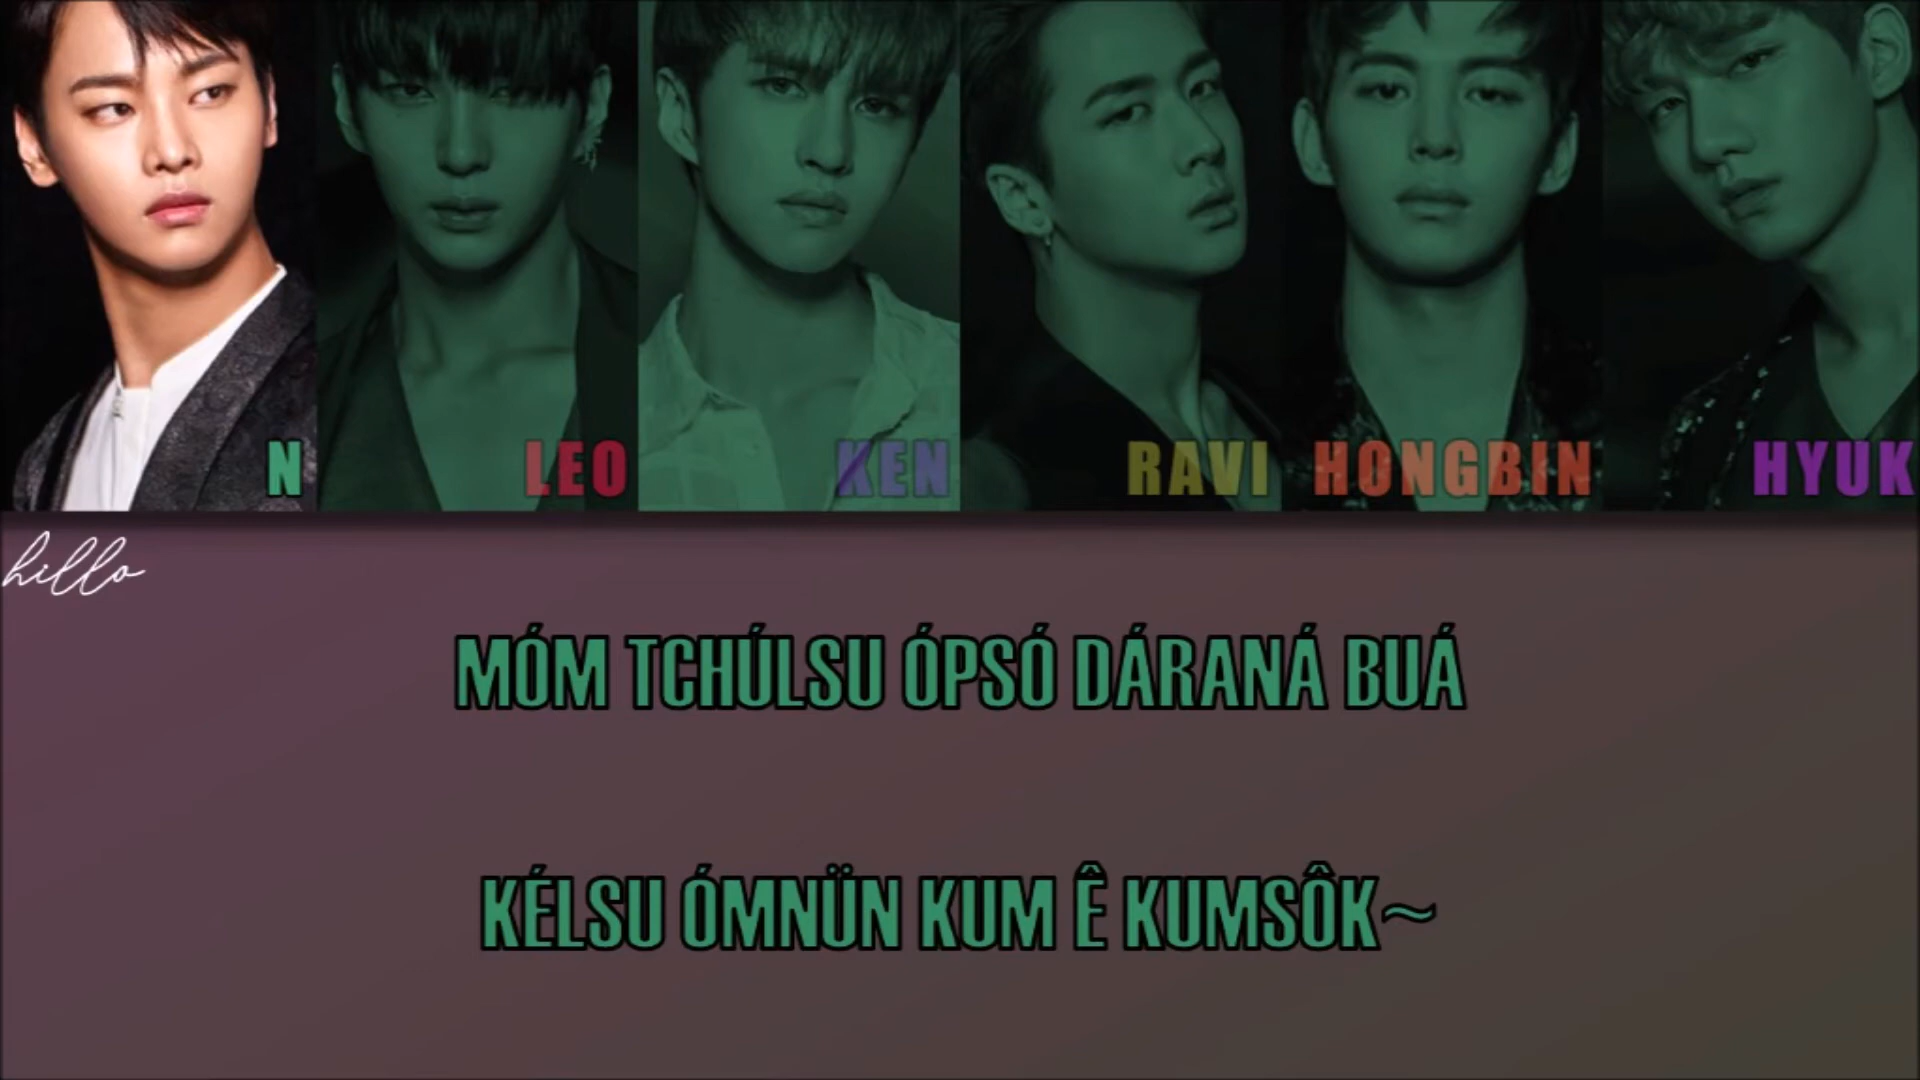 N LEO KEN RAVI HONGBIN HYUK
hillo
MÓM TCHÚLSU ÓPSÓ DÁRANÁ BUÁ
KÉLSU ÓMNÜN KUM Ê KUMSÔK~